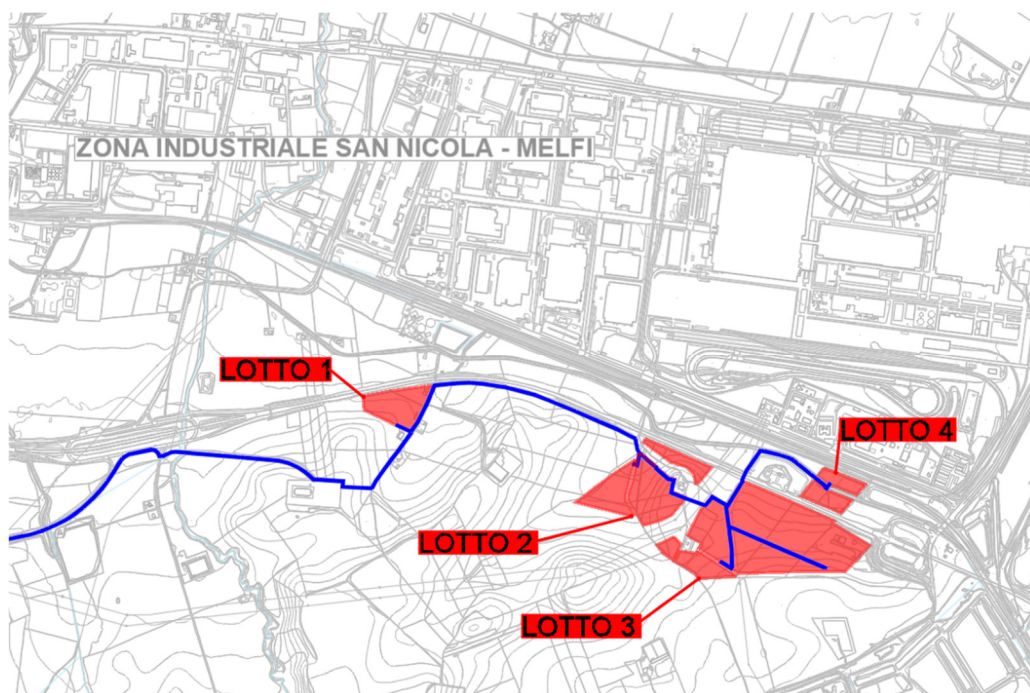 ZONA INDUSTRIALE SAN NICOLA - MELFI
LOTTO 1
LOTTO 4
LOTTO 2
LOTTO 3